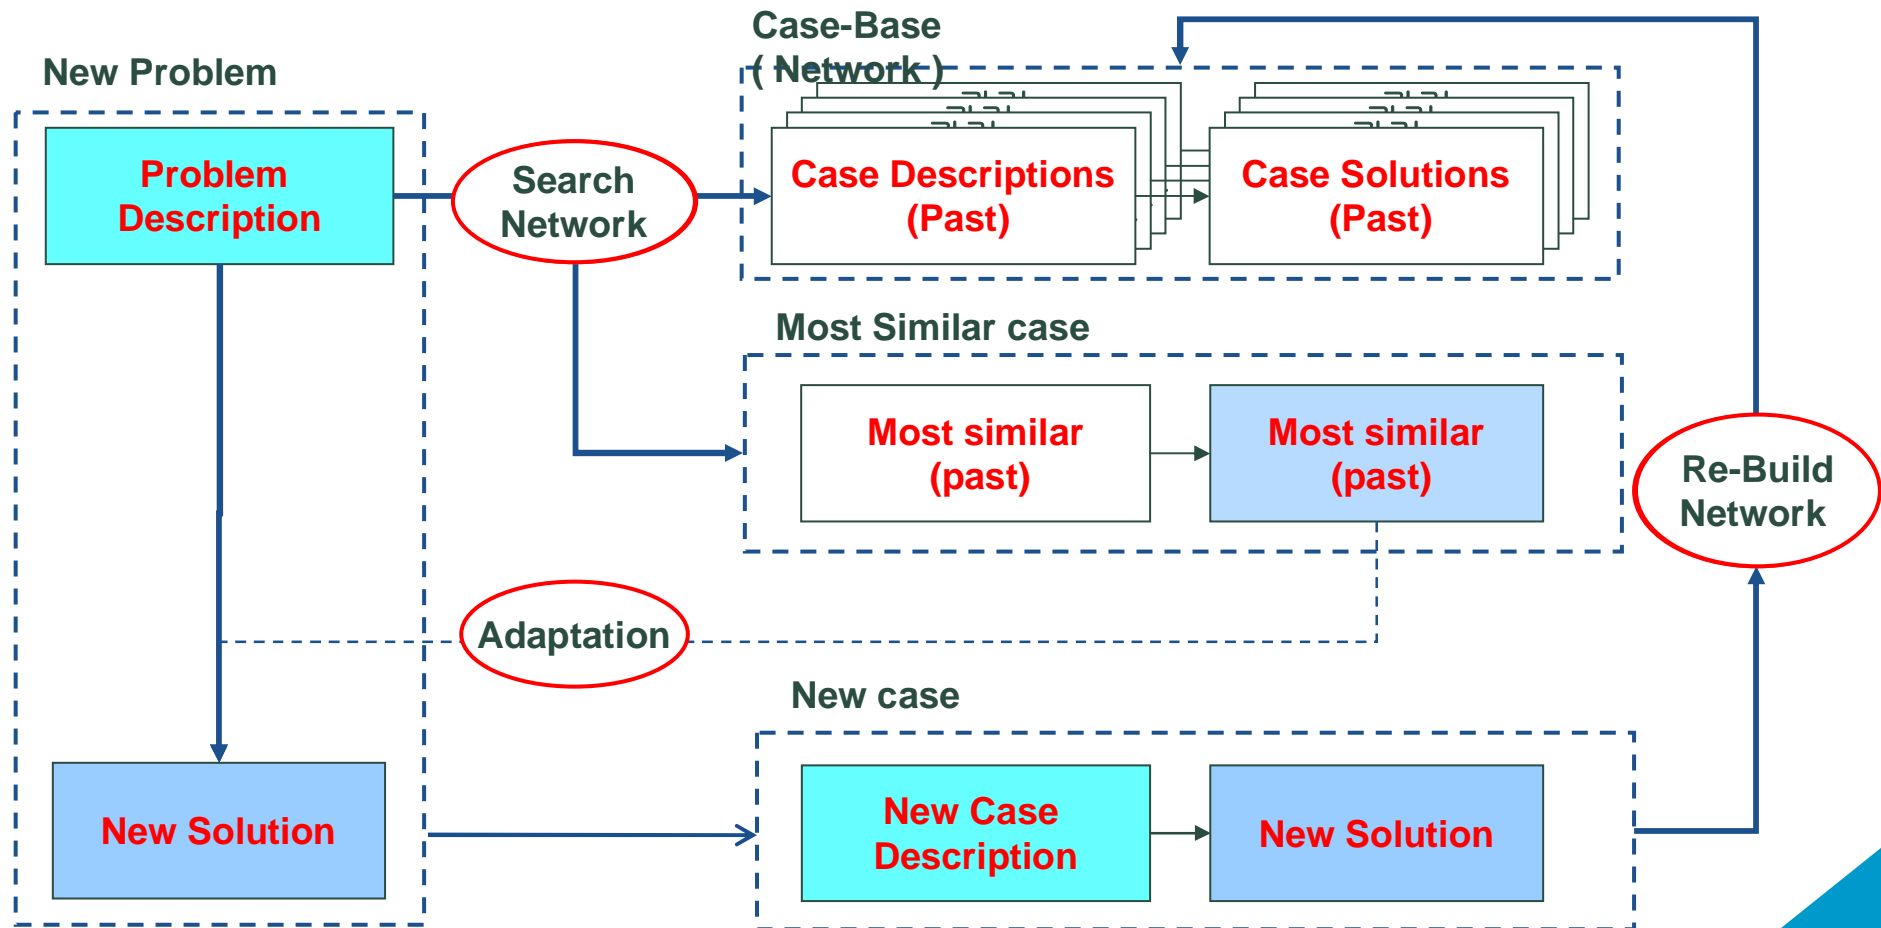 Case-Base
( Network )
New Problem
Problem
Description
Search
Network
Case Descriptions
(Past)
Case Solutions
(Past)
Most Similar case
Most similar
(past)
Most similar
(past)
Re-Build
Network
Adaptation
New case
New Solution
New Case
Description
New Solution